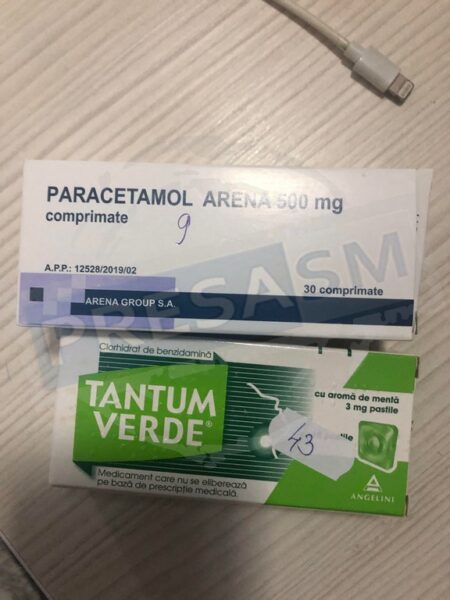 PARACETAMOL ARENA 500 mg
comprimate
9
A.P.P.: 12528/2019/02
30 comprimate
ARENA GROUP S.A.
PRESASM
Clorhidrat de benzidamină
TANTUM
VERDE®
cu aromă de mentă
3 mg pastile
43
Medicament care nu se eliberează
pe bază de prescripție medicală.
ANGELINI